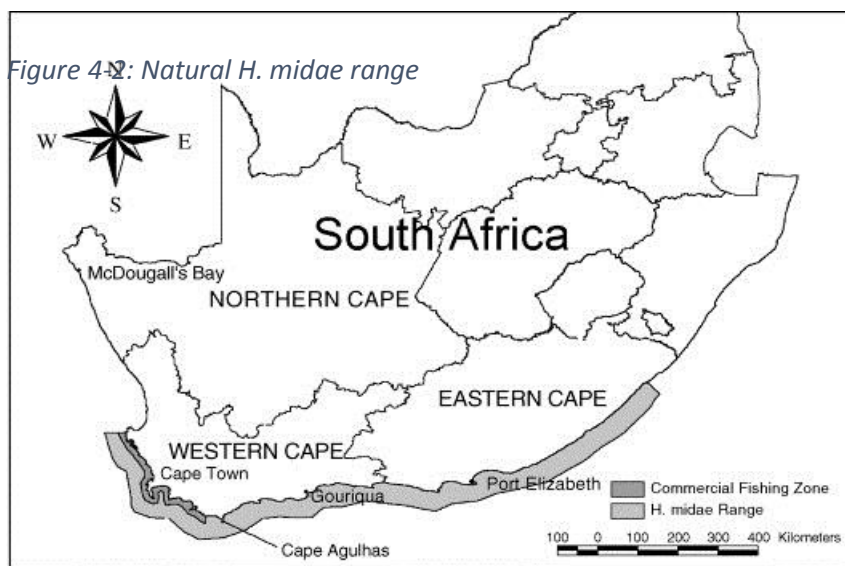 Figure 4-2: Natural H. midae range
N
W E
S
South Africa
McDougall's Bay
NORTHERN CAPE
EASTERN CAPE
WESTERN CAPE
Cape Town
Port Elizabeth
Gouriqua
Cape Agulhas
Commercial Fishing Zone
H. midae Range
100 0 100 200 300 400 Kilometers